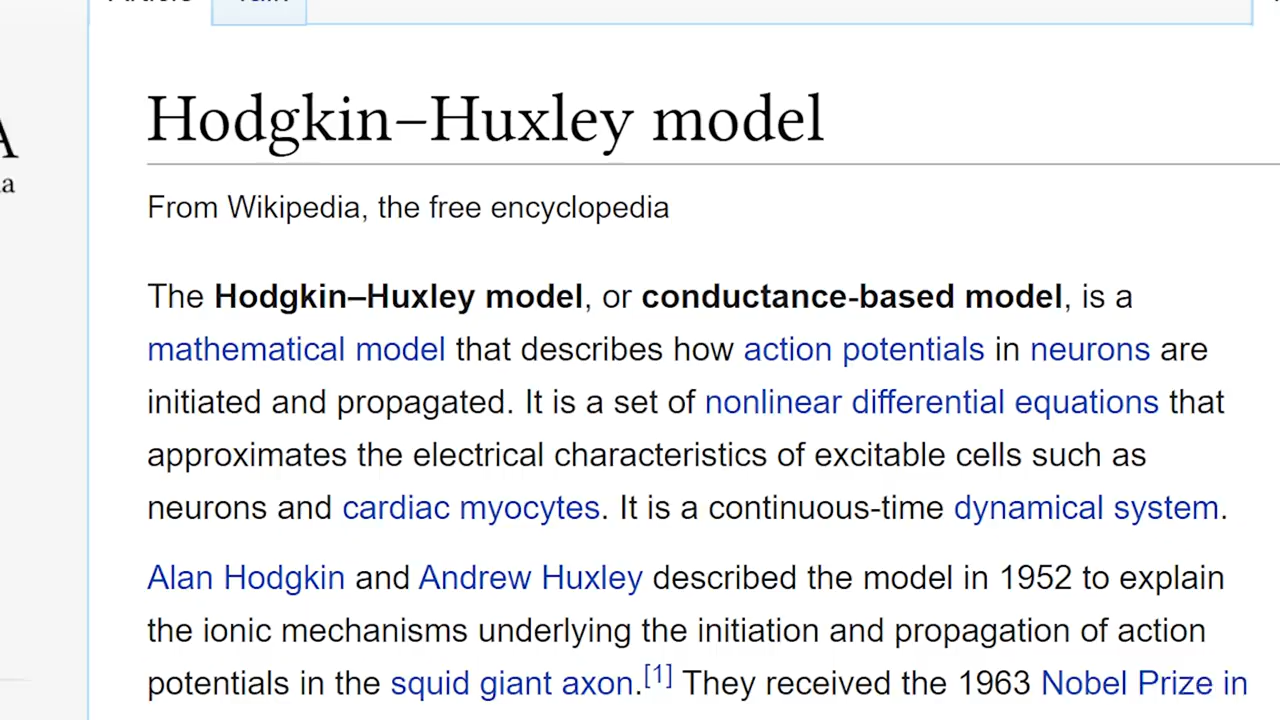 Hodgkin–Huxley model
From Wikipedia, the free encyclopedia
The Hodgkin–Huxley model, or conductance-based model, is a
mathematical model that describes how action potentials in neurons are
initiated and propagated. It is a set of nonlinear differential equations that
approximates the electrical characteristics of excitable cells such as
neurons and cardiac myocytes. It is a continuous-time dynamical system.
Alan Hodgkin and Andrew Huxley described the model in 1952 to explain
the ionic mechanisms underlying the initiation and propagation of action
potentials in the squid giant axon.[1] They received the 1963 Nobel Prize in